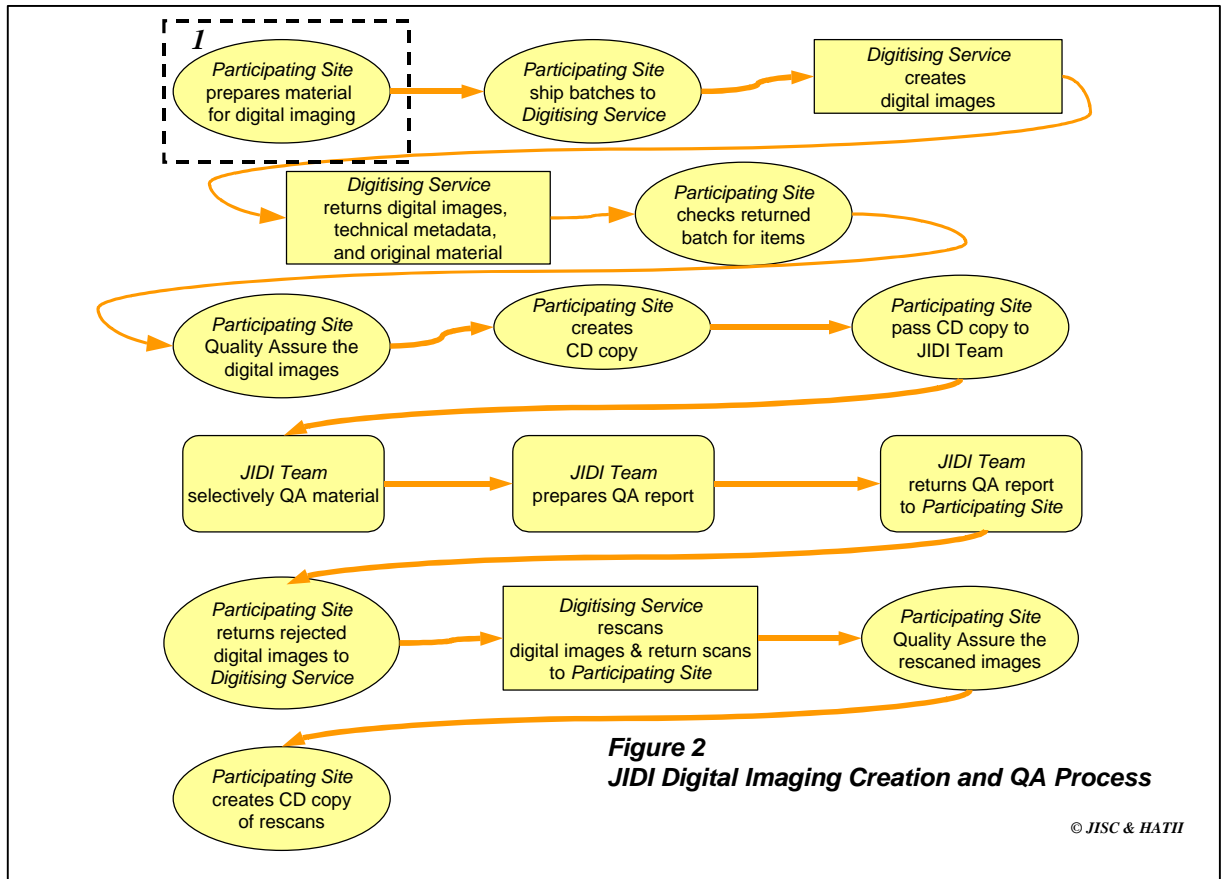 1
Participating Site
prepares material
for digital imaging
Participating Site
ship batches to
Digitising Service
Digitising Service
creates
digital images
Digitising Service
returns digital images,
technical metadata,
and original material
Participating Site
checks returned
batch for items
Participating Site
Quality Assure the
digital images
Participating Site
creates
CD copy
Participating Site
pass CD copy to
JIDI Team
JIDI Team
selectively QA material
JIDI Team
prepares QA report
JIDI Team
returns QA report
to Participating Site
Participating Site
returns rejected
digital images to
Digitising Service
Digitising Service
rescans
digital images & return scans
to Participating Site
Participating Site
Quality Assure the
rescaned images
Participating Site
creates CD copy
of rescans
Figure 2
JIDI Digital Imaging Creation and QA Process
© JISC & HATII